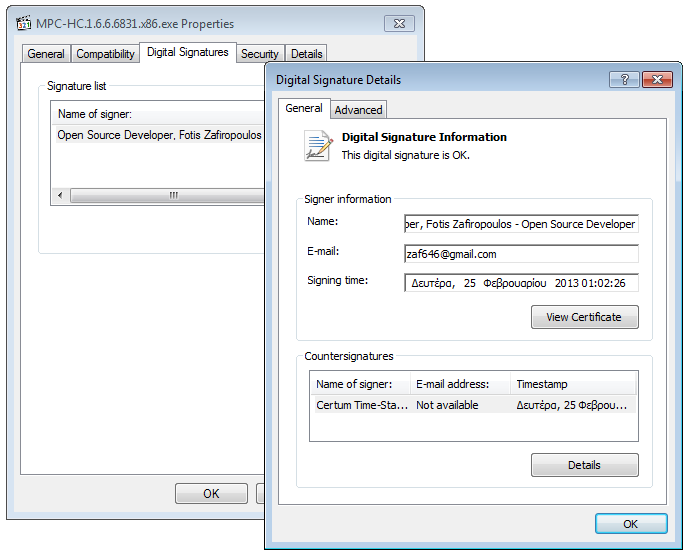 MPC-HC.1.6.6.6831.x86.exe Properties
General Compatibility Digital Signatures Security Details
Signature list
Name of signer:
Open Source Developer, Fotis Zafiropoulos
OK
Digital Signature Details
General Advanced
Digital Signature Information
This digital signature is OK.
Signer information
Name: per, Fotis Zafiropoulos - Open Source Developer
E-mail: zaf646@gmail.com
Signing time: Δευτέρα, 25 Φεβρουαρίου 2013 01:02:26
View Certificate
Countersignatures
Name of signer: E-mail address: Timestamp
Certum Time-Sta... Not available Δευτέρα, 25 Φεβρου...
Details
OK